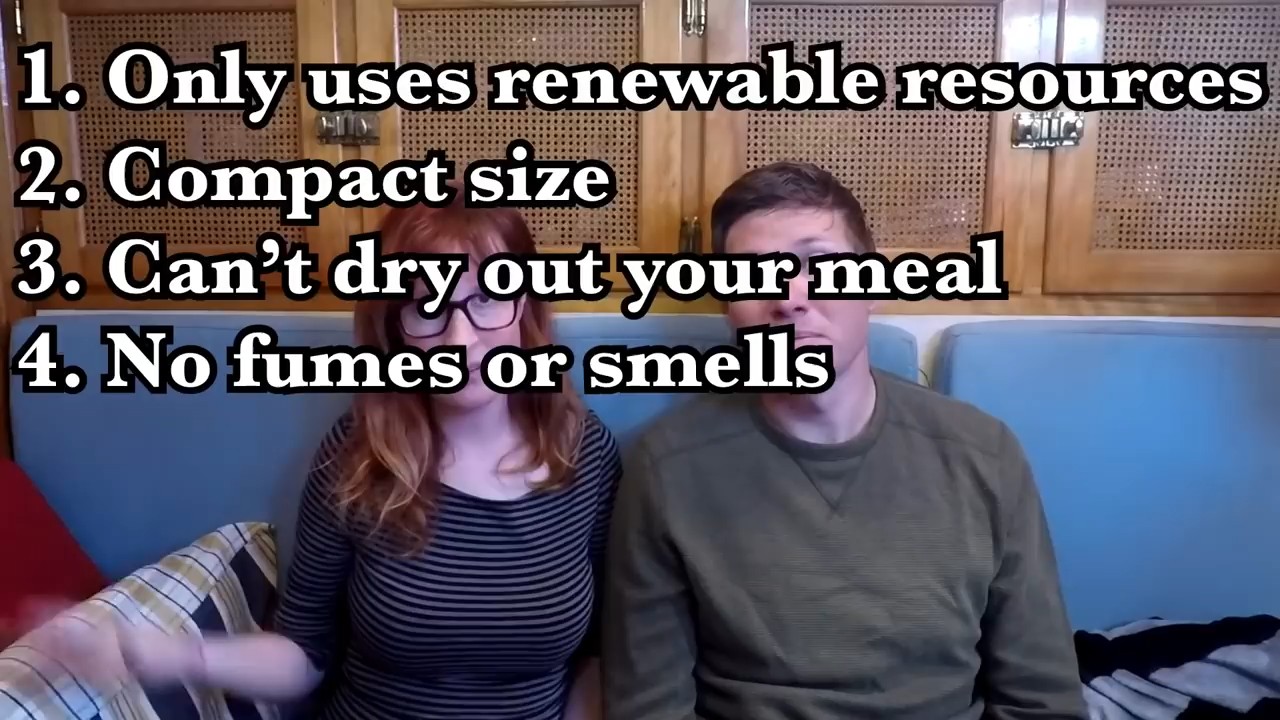 1. Only uses renewable resources
2. Compact size
3. Can't dry out your meal
4. No fumes or smells